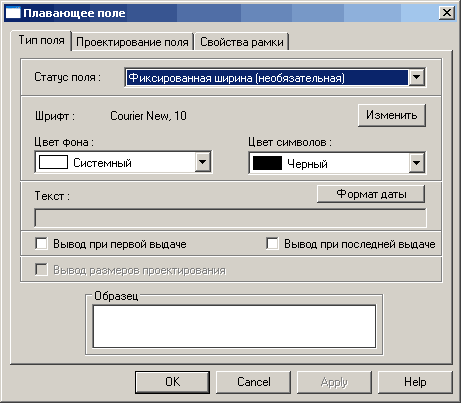 Плавающее поле
Тип поля Проектирование поля Свойства рамки
Статус поля : Фиксированная ширина (необязательная)
Шрифт : Courier New, 10 Изменить
Цвет фона : Цвет символов :
Системный Черный
Текст : Формат даты
Вывод при первой выдаче Вывод при последней выдаче
Вывод размеров проектирования
Образец
OK Cancel Apply Help